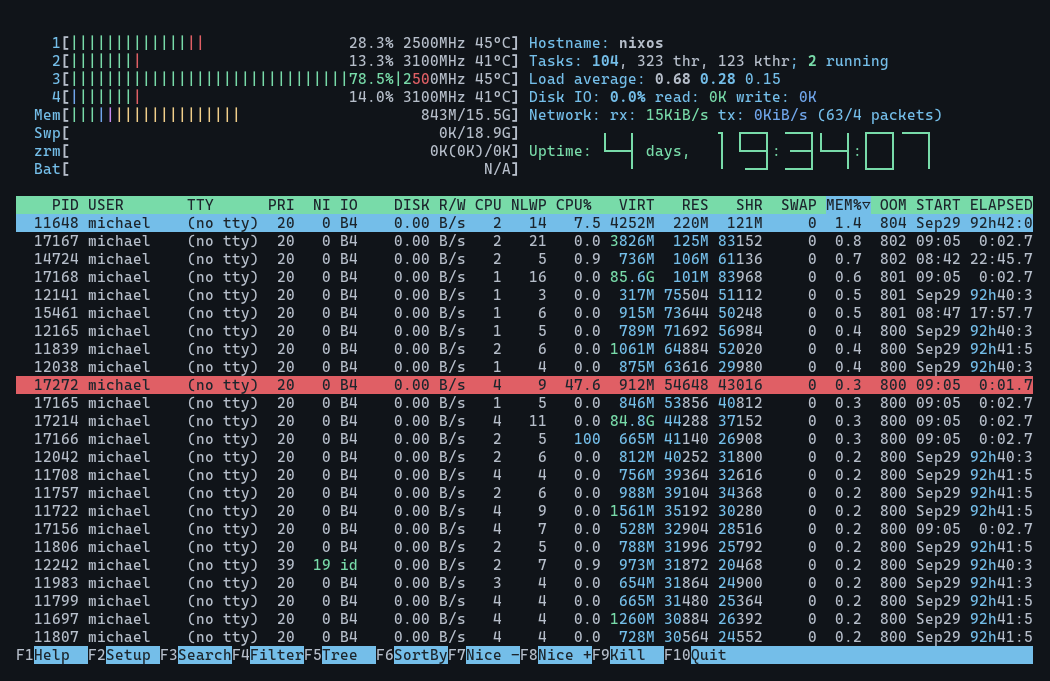 1[|||||||||||||||                28.3% 2500MHz 45°C] Hostname: nixos
2[||||||||                       13.3% 3100MHz 41°C] Tasks: 104, 323 thr, 123 kthr; 2 running
3[|||||||||||||||||||||||||||||||78.5%|2500MHz 45°C] Load average: 0.68 0.28 0.15
4[||||||||                       14.0% 3100MHz 41°C] Disk IO: 0.0% read: 0K write: 0K
Mem[|||||||||||||||||||                    843M/15.5G] Network: rx: 15KiB/s tx: 0KiB/s (63/4 packets)
Swp[                                         0K/18.9G]
zrm[                                        0K(0K)/0K] Uptime: 4 days, 19:34:07
Bat[                                              N/A]
PID USER TTY PRI NI IO DISK R/W CPU NLWP CPU% VIRT RES SHR SWAP MEM%▽ OOM START ELAPSED
11648 michael (no tty) 20 0 B4 0.00 B/s 2 14 7.5 4252M 220M 121M 0 1.4 804 Sep29 92h42:0
17167 michael (no tty) 20 0 B4 0.00 B/s 2 21 0.0 3826M 125M 83152 0 0.8 802 09:05 0:02.7
14724 michael (no tty) 20 0 B4 0.00 B/s 2 5 0.9 736M 106M 61136 0 0.7 802 08:42 22:45.7
17168 michael (no tty) 20 0 B4 0.00 B/s 1 16 0.0 85.6G 101M 83968 0 0.6 801 09:05 0:02.7
12141 michael (no tty) 20 0 B4 0.00 B/s 1 3 0.0 317M 75504 51112 0 0.5 801 Sep29 92h40:3
15461 michael (no tty) 20 0 B4 0.00 B/s 1 6 0.0 915M 73644 50248 0 0.5 801 08:47 17:57.7
12165 michael (no tty) 20 0 B4 0.00 B/s 1 5 0.0 789M 71692 56984 0 0.4 800 Sep29 92h40:3
11839 michael (no tty) 20 0 B4 0.00 B/s 2 6 0.0 1061M 64884 52020 0 0.4 800 Sep29 92h41:5
12038 michael (no tty) 20 0 B4 0.00 B/s 1 4 0.0 875M 63616 29980 0 0.4 800 Sep29 92h40:3
17272 michael (no tty) 20 0 B4 0.00 B/s 4 9 47.6 912M 54648 43016 0 0.3 800 09:05 0:01.7
17165 michael (no tty) 20 0 B4 0.00 B/s 1 5 0.0 846M 53856 40812 0 0.3 800 09:05 0:02.7
17214 michael (no tty) 20 0 B4 0.00 B/s 4 11 0.0 84.8G 44288 37152 0 0.3 800 09:05 0:02.7
17166 michael (no tty) 20 0 B4 0.00 B/s 2 5 100 665M 41140 26908 0 0.3 800 09:05 0:02.7
12042 michael (no tty) 20 0 B4 0.00 B/s 2 6 0.0 812M 40252 31800 0 0.2 800 Sep29 92h40:3
11708 michael (no tty) 20 0 B4 0.00 B/s 4 4 0.0 756M 39364 32616 0 0.2 800 Sep29 92h41:5
11757 michael (no tty) 20 0 B4 0.00 B/s 2 6 0.0 988M 39104 34368 0 0.2 800 Sep29 92h41:5
11722 michael (no tty) 20 0 B4 0.00 B/s 4 9 0.0 1561M 35192 30280 0 0.2 800 Sep29 92h41:5
17156 michael (no tty) 20 0 B4 0.00 B/s 4 7 0.0 528M 32904 28516 0 0.2 800 09:05 0:02.7
11806 michael (no tty) 20 0 B4 0.00 B/s 2 5 0.0 788M 31996 25792 0 0.2 800 Sep29 92h41:5
12242 michael (no tty) 39 19 id 0.00 B/s 2 7 0.9 973M 31872 20468 0 0.2 800 Sep29 92h40:3
11983 michael (no tty) 20 0 B4 0.00 B/s 3 4 0.0 654M 31864 24900 0 0.2 800 Sep29 92h41:3
11799 michael (no tty) 20 0 B4 0.00 B/s 4 4 0.0 665M 31480 25364 0 0.2 800 Sep29 92h41:5
11697 michael (no tty) 20 0 B4 0.00 B/s 4 4 0.0 1260M 30884 26392 0 0.2 800 Sep29 92h41:5
11807 michael (no tty) 20 0 B4 0.00 B/s 4 4 0.0 728M 30564 24552 0 0.2 800 Sep29 92h41:5
F1Help F2Setup F3SearchF4FilterF5Tree F6SortByF7Nice -F8Nice +F9Kill F10Quit